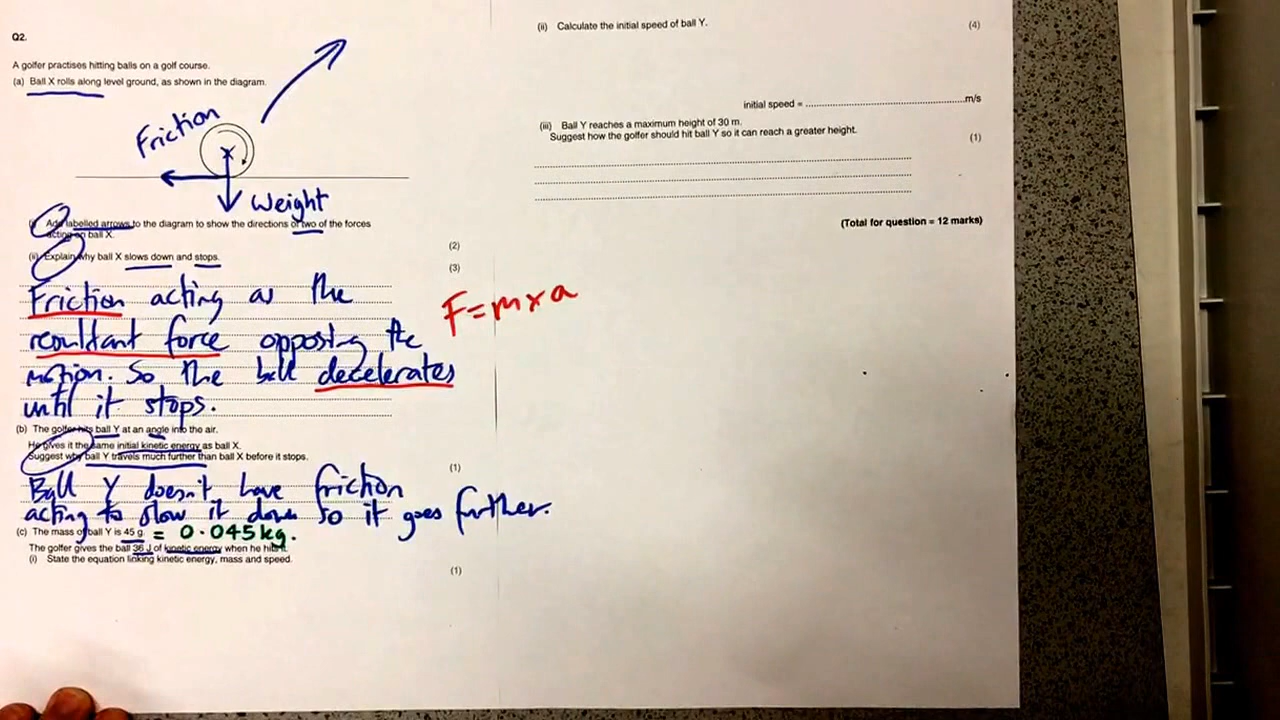 Q2.
A golfer practises hitting balls on a golf course.
(a) Ball X rolls along level ground, as shown in the diagram.
Friction
Weight
(i) Add labelled arrows to the diagram to show the directions of two of the forces
acting on ball X.
(2)
(ii) Explain why ball X slows down and stops.
(3)
Friction acting as the
resultant force opposing the
motion. So the ball decelerates
until it stops.
F = m x a
(b) The golfer hits ball Y at an angle into the air.
He gives it the same initial kinetic energy as ball X.
Suggest why ball Y travels much further than ball X before it stops.
(1)
Ball Y doesn't have friction
acting to slow it down so it goes further.
(c) The mass of ball Y is 45 g. = 0.045kg.
The golfer gives the ball 36 J of kinetic energy when he hits it.
(i) State the equation linking kinetic energy, mass and speed.
(1)
(ii) Calculate the initial speed of ball Y.
(4)
initial speed = ........................................ m/s
(iii) Ball Y reaches a maximum height of 30 m.
Suggest how the golfer should hit ball Y so it can reach a greater height.
(1)
(Total for question = 12 marks)